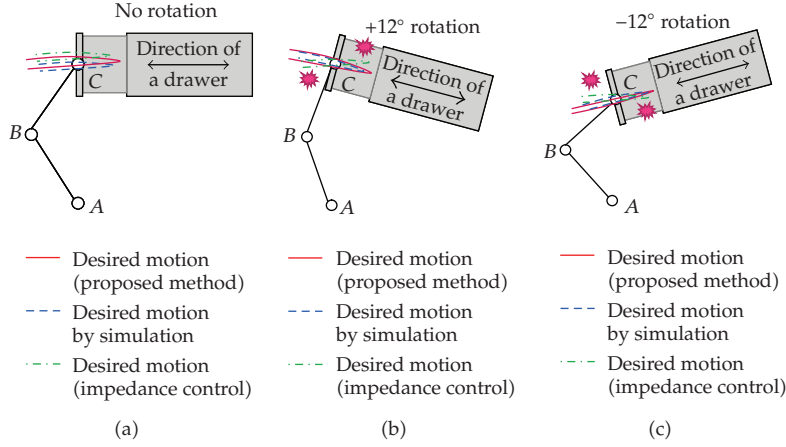 No rotation
Direction of
a drawer
C
B
A
Desired motion
(proposed method)
Desired motion
by simulation
Desired motion
(impedance control)
(a)
+12° rotation
Direction of
a drawer
C
B
A
Desired motion
(proposed method)
Desired motion
by simulation
Desired motion
(impedance control)
(b)
−12° rotation
Direction of
a drawer
C
B
A
Desired motion
(proposed method)
Desired motion
by simulation
Desired motion
(impedance control)
(c)